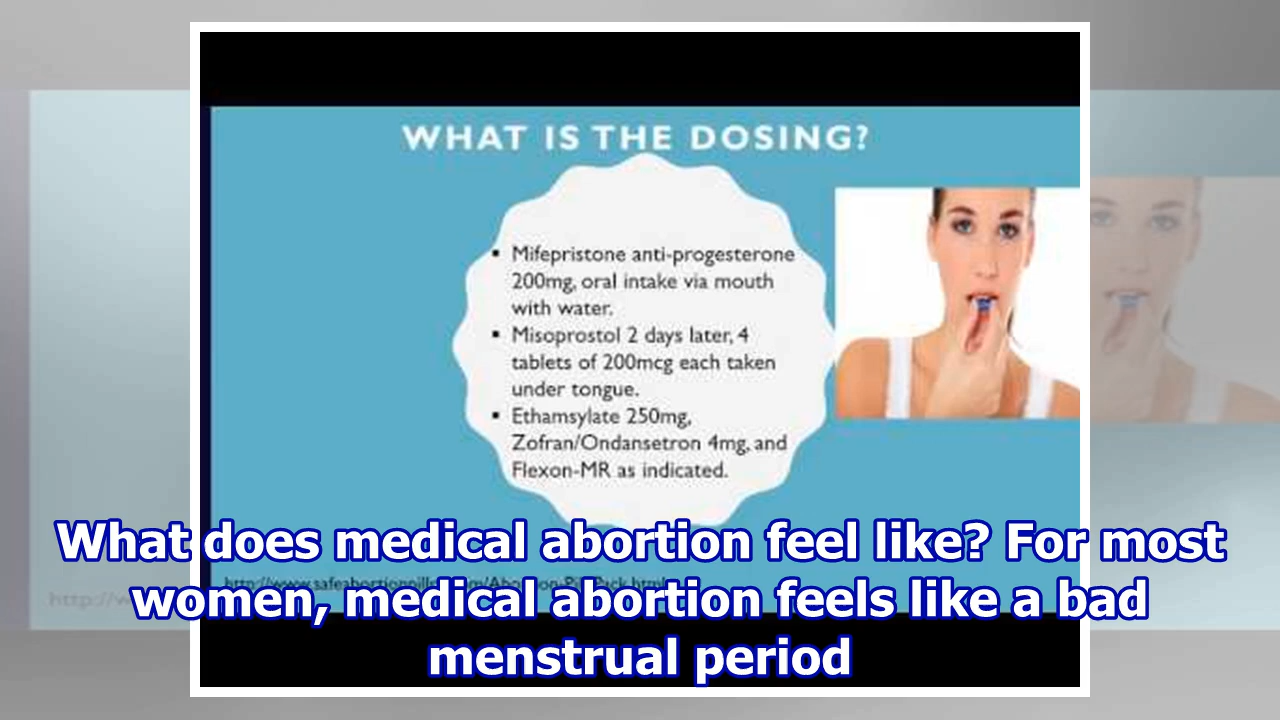 WHAT IS THE DOSING?
▪ Mifepristone anti-progesterone
200mg, oral intake via mouth
with water.
▪ Misoprostol 2 days later, 4
tablets of 200mcg each taken
under tongue.
▪ Ethamsylate 250mg,
Zofran/Ondansetron 4mg, and
Flexon-MR as indicated.
What does medical abortion feel like? For most
women, medical abortion feels like a bad
menstrual period